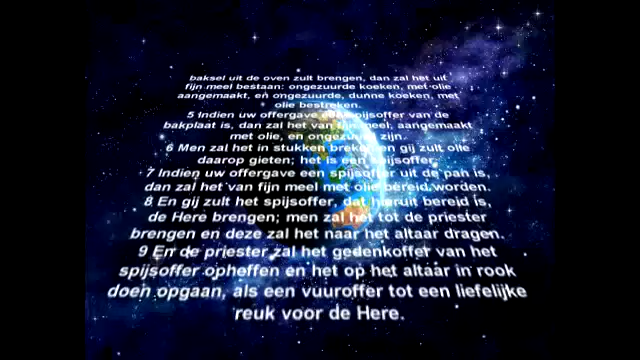 baksel uit de oven zult brengen, dan zal het uit
fijn meel bestaan: ongezuurde koeken, met olie
aangemaakt, en ongezuurde, dunne koeken, met
olie bestreken.
5 Indien uw offergave een spijsoffer van de
bakplaat is, dan zal het van fijn meel, aangemaakt
met olie, en ongezuurd zijn.
6 Men zal het in stukken breken en gij zult olie
daarop gieten; het is een spijsoffer.
7 Indien uw offergave een spijsoffer uit de pan is,
dan zal het van fijn meel met olie bereid worden.
8 En gij zult het spijsoffer, dat hieruit bereid is,
de Here brengen; men zal het tot de priester
brengen en deze zal het naar het altaar dragen.
9 En de priester zal het gedenkoffer van het
spijsoffer opheffen en het op het altaar in rook
doen opgaan, als een vuuroffer tot een liefelijke
reuk voor de Here.